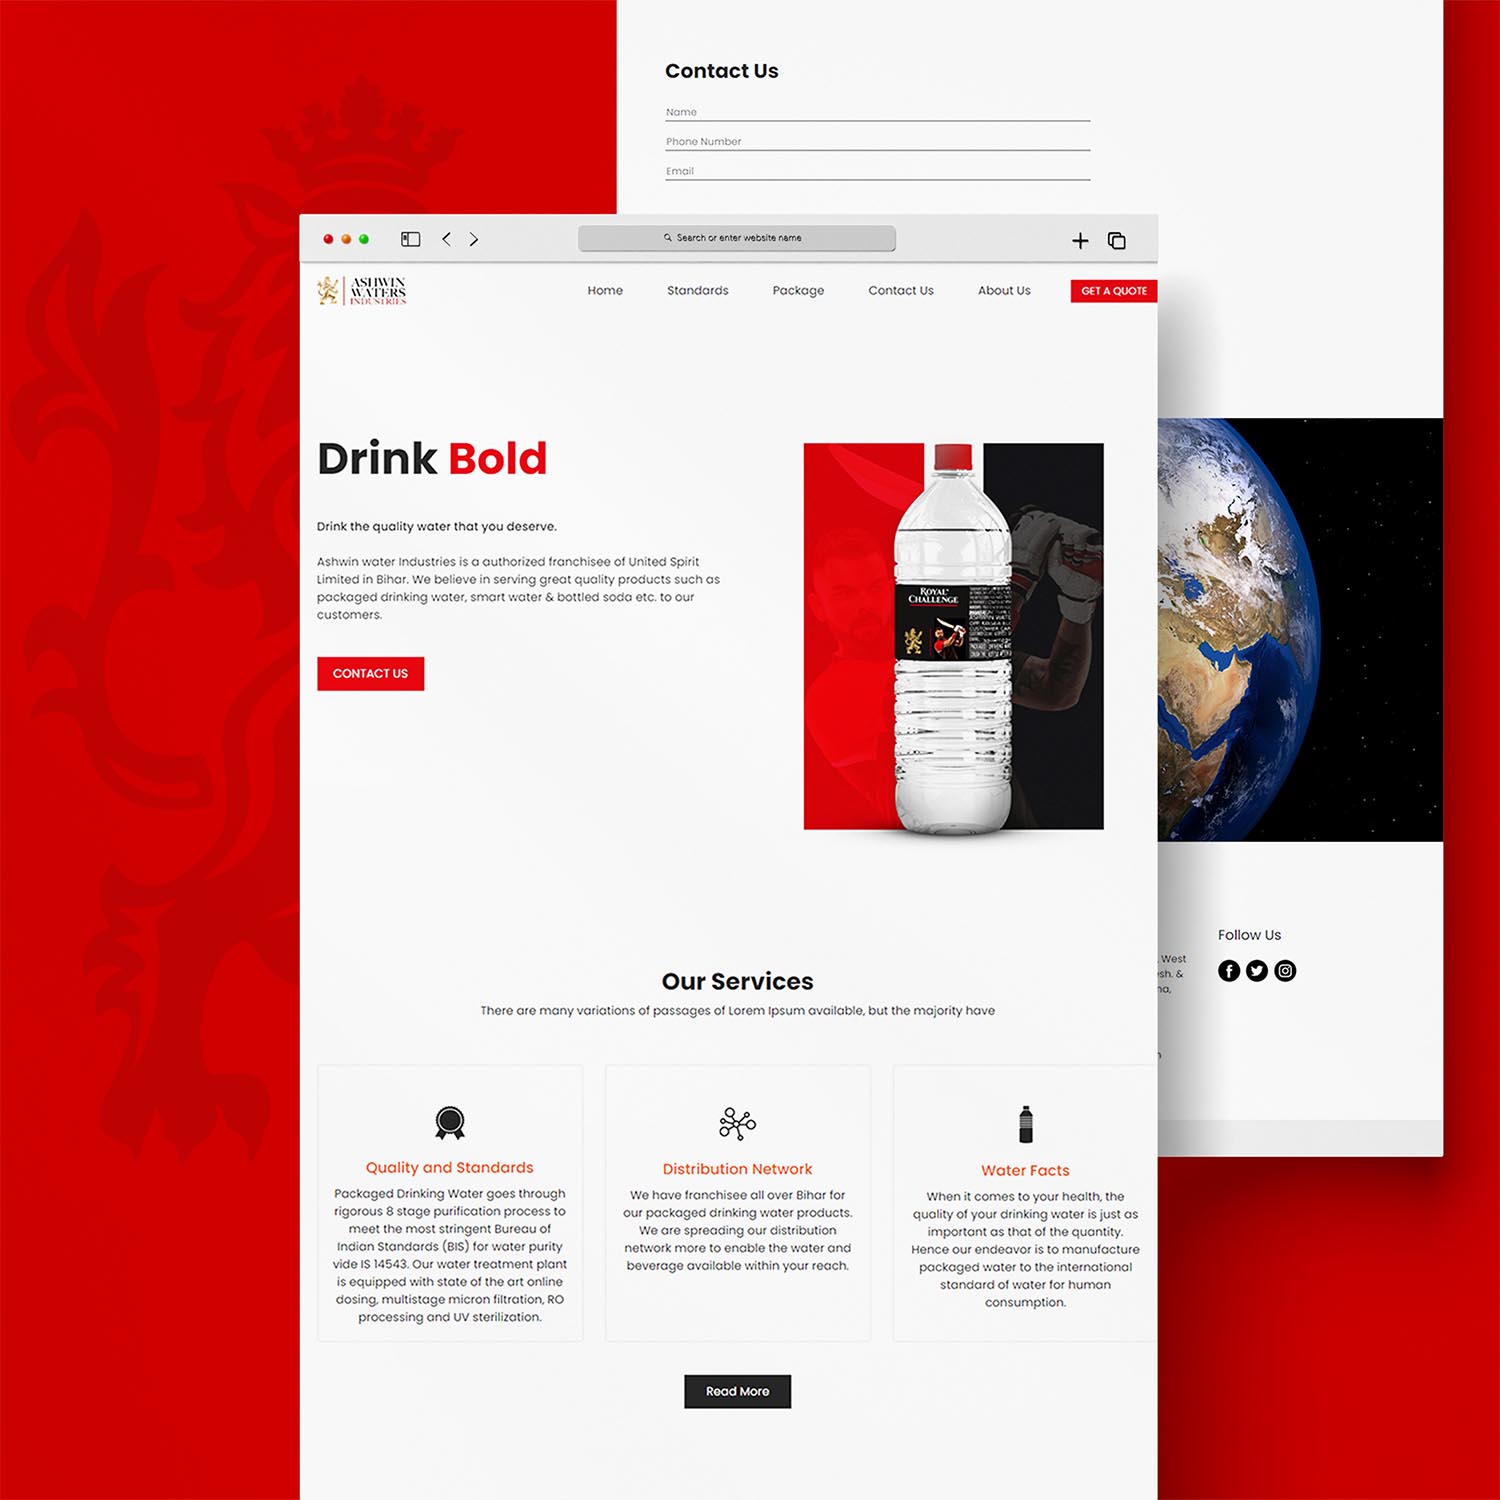 Contact Us
Name
Phone Number
Email
Search or enter website name
ASHWIN
WATERS
INDUSTRIES
Home
Standards
Package
Contact Us
About Us
GET A QUOTE
Drink Bold
Drink the quality water that you deserve.
Ashwin water Industries is a authorized franchisee of United Spirit
Limited in Bihar. We believe in serving great quality products such as
packaged drinking water, smart water & bottled soda etc. to our
customers.
CONTACT US
ROYAL
CHALLENGE
Follow Us
West
Our Services
There are many variations of passages of Lorem Ipsum available, but the majority have
Quality and Standards
Packaged Drinking Water goes through
rigorous 8 stage purification process to
meet the most stringent Bureau of
Indian Standards (BIS) for water purity
vide IS 14543. Our water treatment plant
is equipped with state of the art online
dosing, multistage micron filtration, RO
processing and UV sterilization.
Distribution Network
We have franchisee all over Bihar for
our packaged drinking water products.
We are spreading our distribution
network more to enable the water and
beverage available within your reach.
Water Facts
When it comes to your health, the
quality of your drinking water is just as
important as that of the quantity.
Hence our endeavor is to manufacture
packaged water to the international
standard of water for human
consumption.
Read More